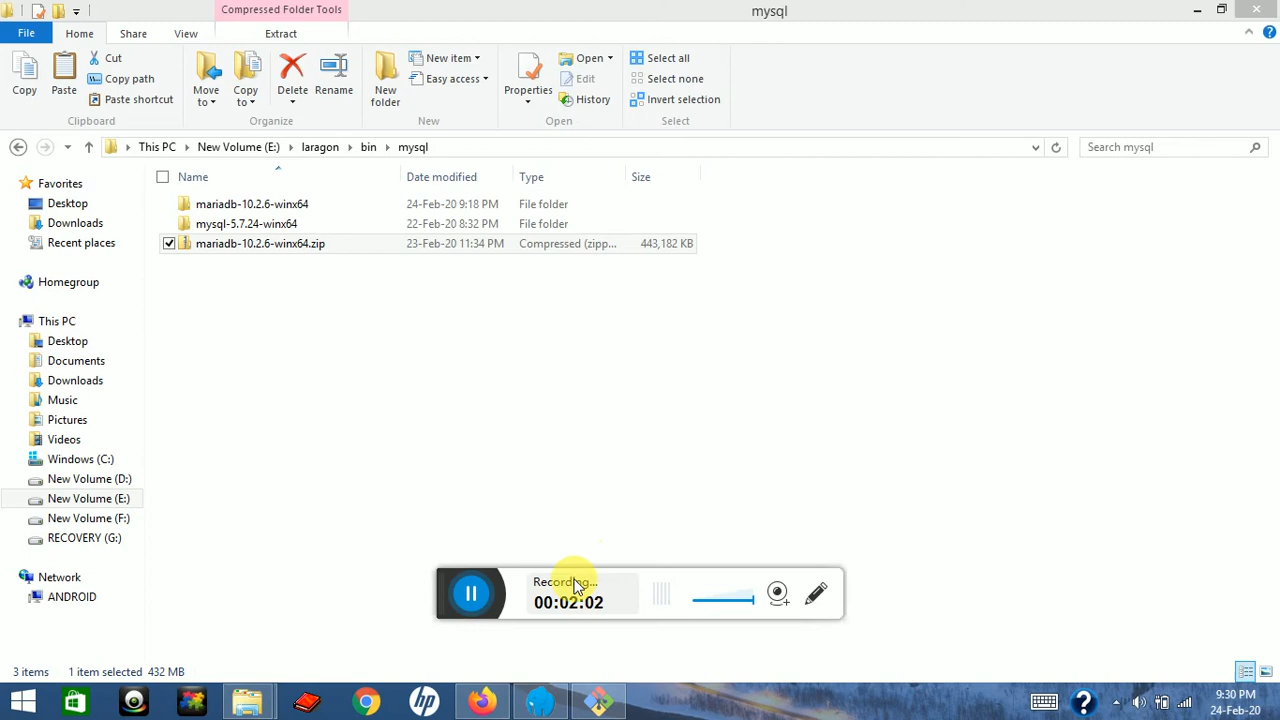 Compressed Folder Tools
mysql
File Home Share View Extract
Copy
Paste
Cut
Copy path
Paste shortcut
Clipboard
Move to
Copy to
Delete
Rename
Organize
New folder
New item
Easy access
New
Properties
Open
Edit
History
Open
Select all
Select none
Invert selection
Select
This PC New Volume (E:) laragon bin mysql
Search mysql
Name Date modified Type Size
mariadb-10.2.6-winx64 24-Feb-20 9:18 PM File folder
mysql-5.7.24-winx64 22-Feb-20 8:32 PM File folder
mariadb-10.2.6-winx64.zip 23-Feb-20 11:34 PM Compressed (zipp... 443,182 KB
Favorites
Desktop
Downloads
Recent places
Homegroup
This PC
Desktop
Documents
Downloads
Music
Pictures
Videos
Windows (C:)
New Volume (D:)
New Volume (E:)
New Volume (F:)
RECOVERY (G:)
Network
ANDROID
Recording...
00:02:02
3 items 1 item selected 432 MB
hp
9:30 PM
24-Feb-20